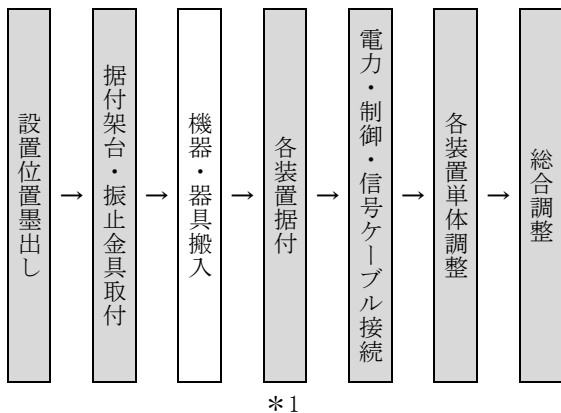 設置位置墨出し
→
据付架台・振止金具取付
→
機器・器具搬入
→
各装置据付
→
電力・制御・信号ケーブル接続
→
各装置単体調整
→
総合調整
＊1